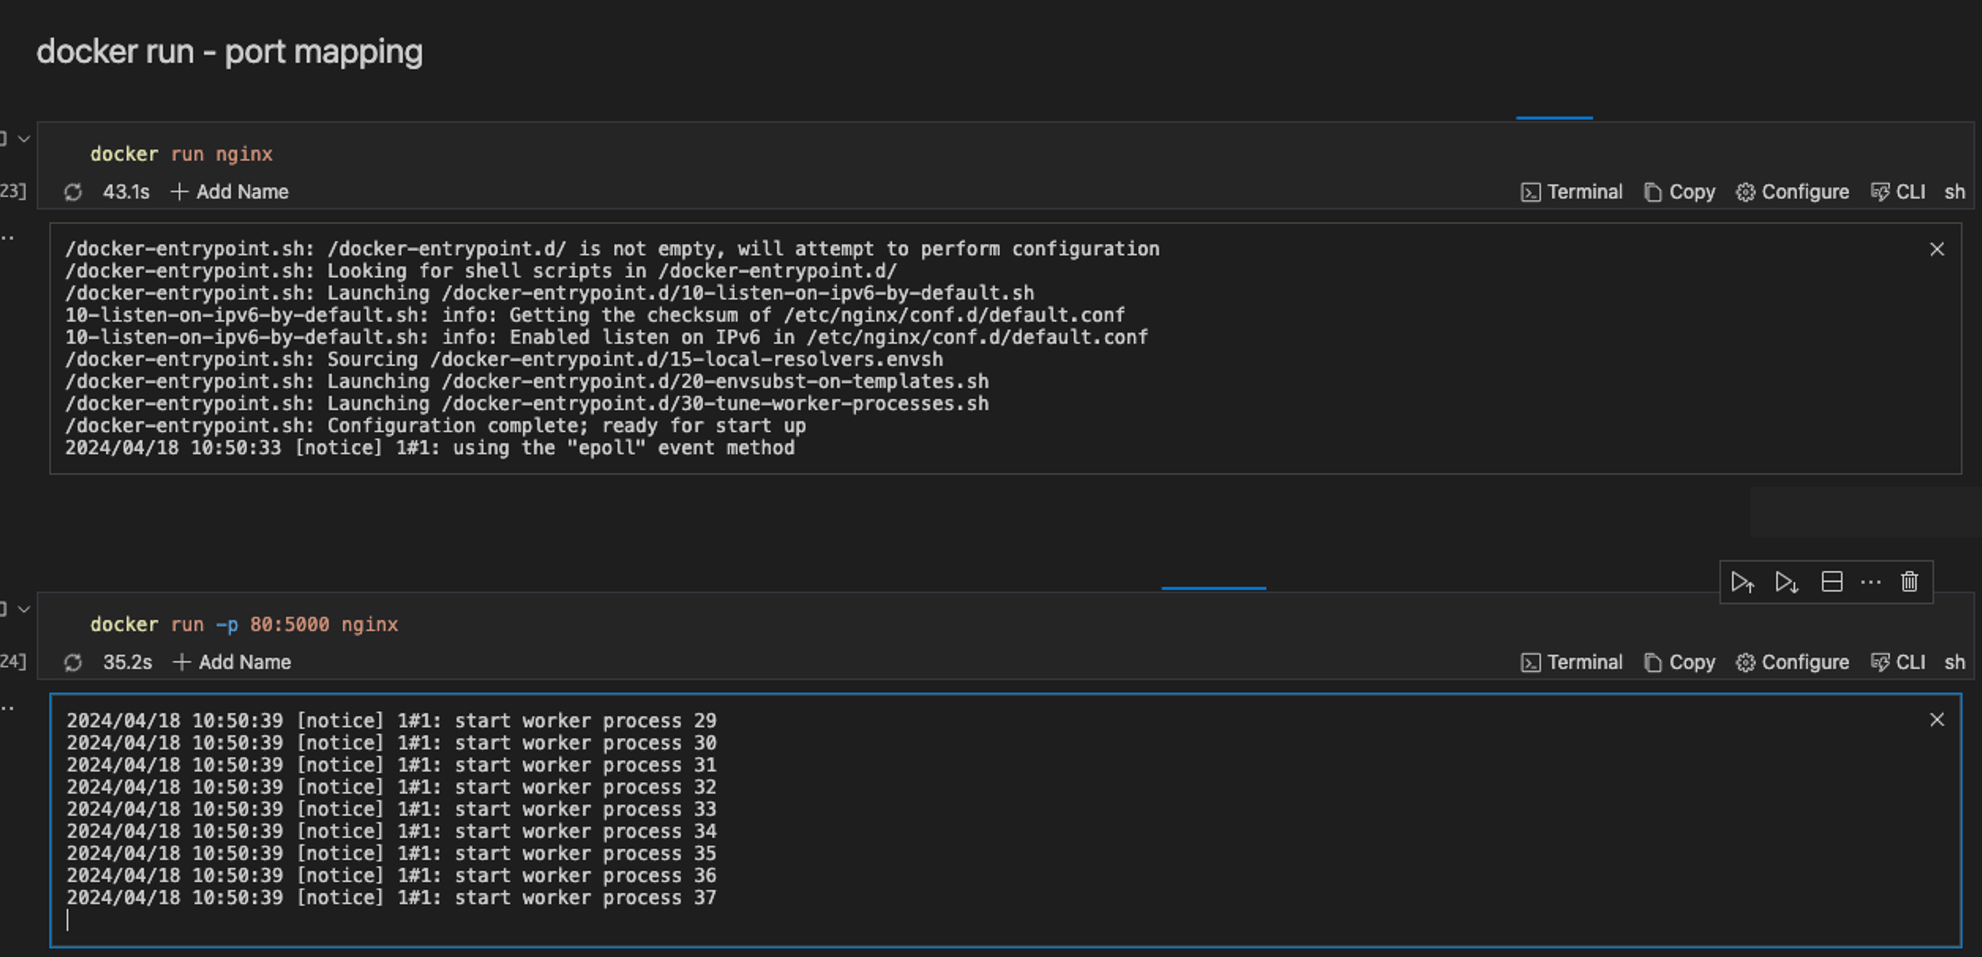 docker run - port mapping
docker run nginx
23]
43.1s
Add Name
Terminal
Copy
Configure
CLI
sh
/docker-entrypoint.sh: /docker-entrypoint.d/ is not empty, will attempt to perform configuration
/docker-entrypoint.sh: Looking for shell scripts in /docker-entrypoint.d/
/docker-entrypoint.sh: Launching /docker-entrypoint.d/10-listen-on-ipv6-by-default.sh
10-listen-on-ipv6-by-default.sh: info: Getting the checksum of /etc/nginx/conf.d/default.conf
10-listen-on-ipv6-by-default.sh: info: Enabled listen on IPv6 in /etc/nginx/conf.d/default.conf
/docker-entrypoint.sh: Sourcing /docker-entrypoint.d/15-local-resolvers.envsh
/docker-entrypoint.sh: Launching /docker-entrypoint.d/20-envsubst-on-templates.sh
/docker-entrypoint.sh: Launching /docker-entrypoint.d/30-tune-worker-processes.sh
/docker-entrypoint.sh: Configuration complete; ready for start up
2024/04/18 10:50:33 [notice] 1#1: using the "epoll" event method
docker run -p 80:5000 nginx
24]
35.2s
Add Name
Terminal
Copy
Configure
CLI
sh
2024/04/18 10:50:39 [notice] 1#1: start worker process 29
2024/04/18 10:50:39 [notice] 1#1: start worker process 30
2024/04/18 10:50:39 [notice] 1#1: start worker process 31
2024/04/18 10:50:39 [notice] 1#1: start worker process 32
2024/04/18 10:50:39 [notice] 1#1: start worker process 33
2024/04/18 10:50:39 [notice] 1#1: start worker process 34
2024/04/18 10:50:39 [notice] 1#1: start worker process 35
2024/04/18 10:50:39 [notice] 1#1: start worker process 36
2024/04/18 10:50:39 [notice] 1#1: start worker process 37